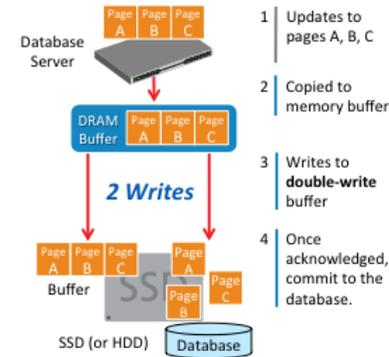 Page A
Page B
Page C
Database
Server
1 Updates to
pages A, B, C
2 Copied to
memory buffer
DRAM
Buffer
Page A
Page B
Page C
3 Writes to
double-write
buffer
2 Writes
4 Once
acknowledged,
commit to the
database.
Page A
Page B
Page C
Buffer
SSD
Page A
Page B
Page C
SSD (or HDD)
Database